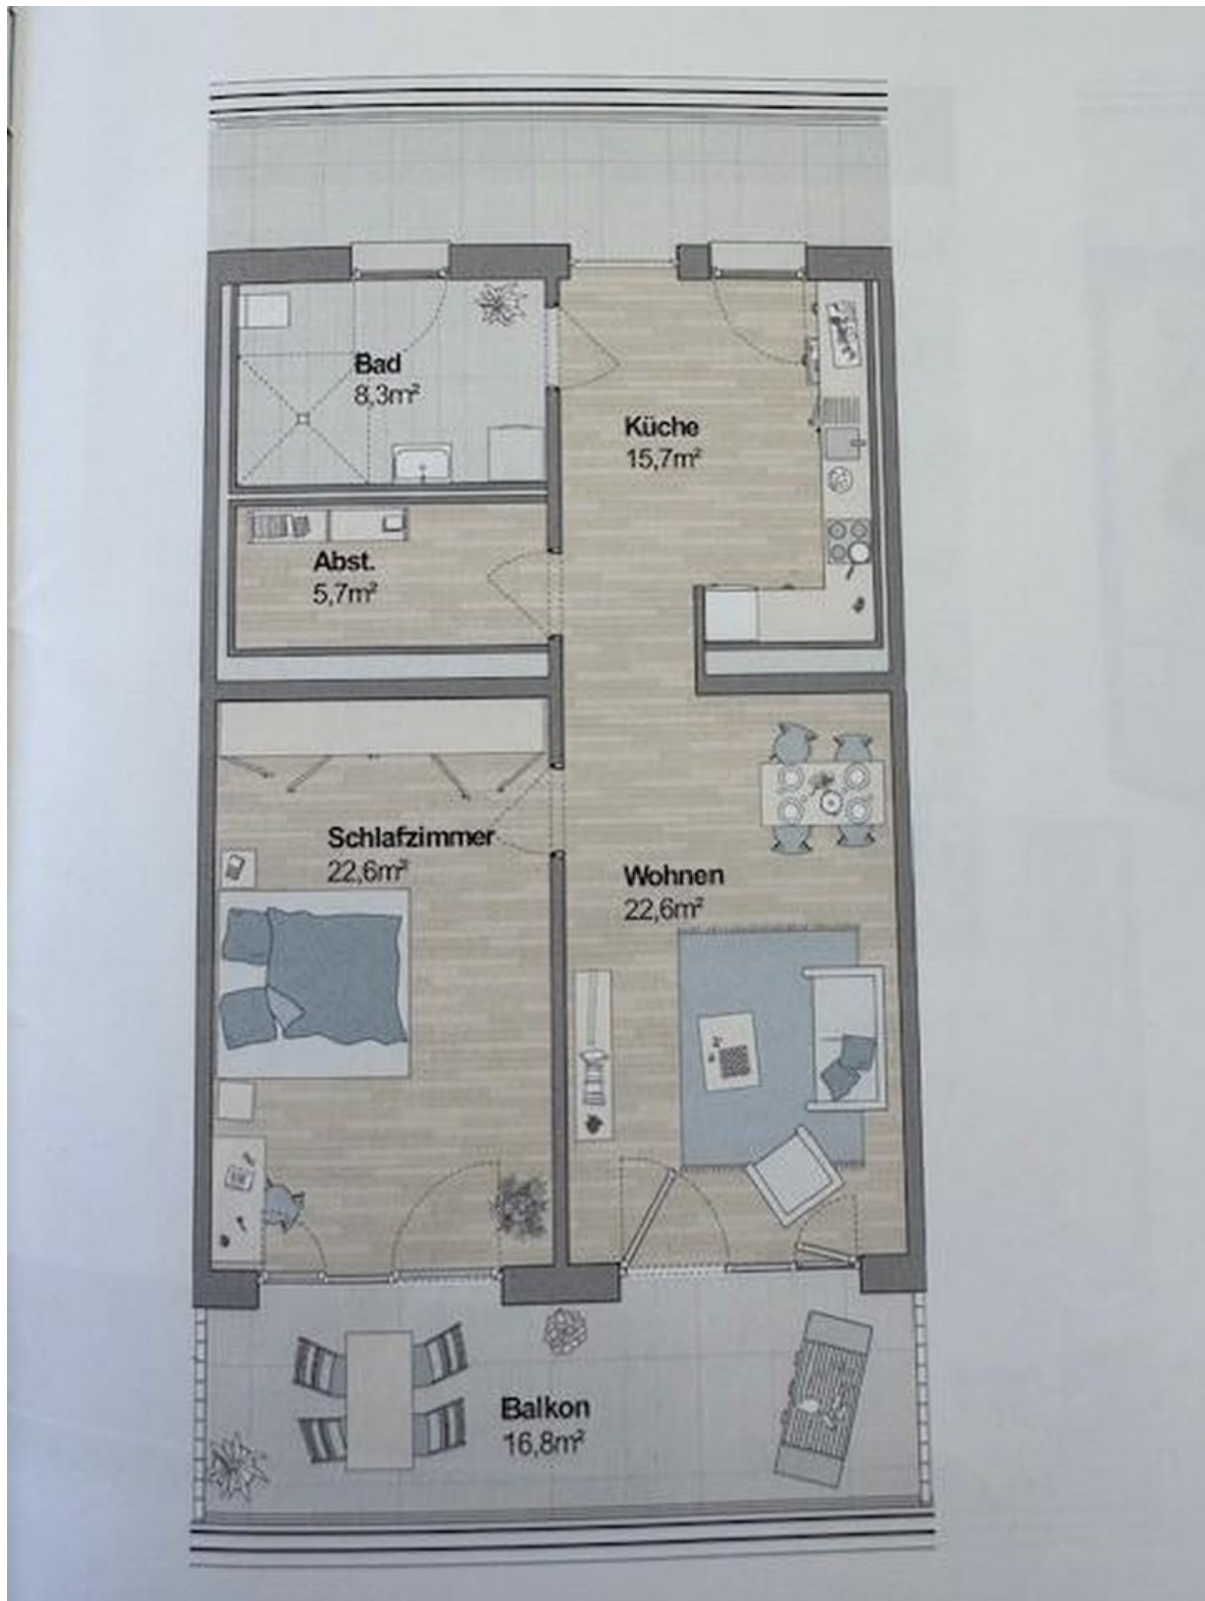 Bad
8,3m²
Küche
15,7m²
Abst.
5,7m²
Schlafzimmer
22,6m²
Wohnen
22,6m²
Balkon
16,8m²